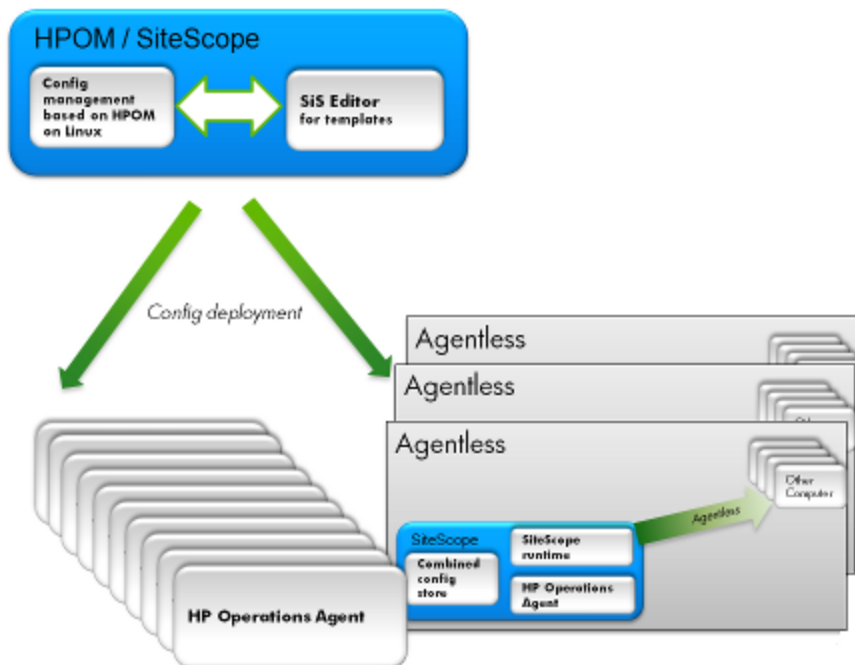 HPOM / SiteScope
Config
management
based on HPOM
on Linux
SiS Editor
for templates
Config deployment
Agentless
Agentless
Agentless
Other
Computer
Agentless
SiteScope
Combined
config
store
SiteScope
runtime
HP Operations
Agent
HP Operations Agent